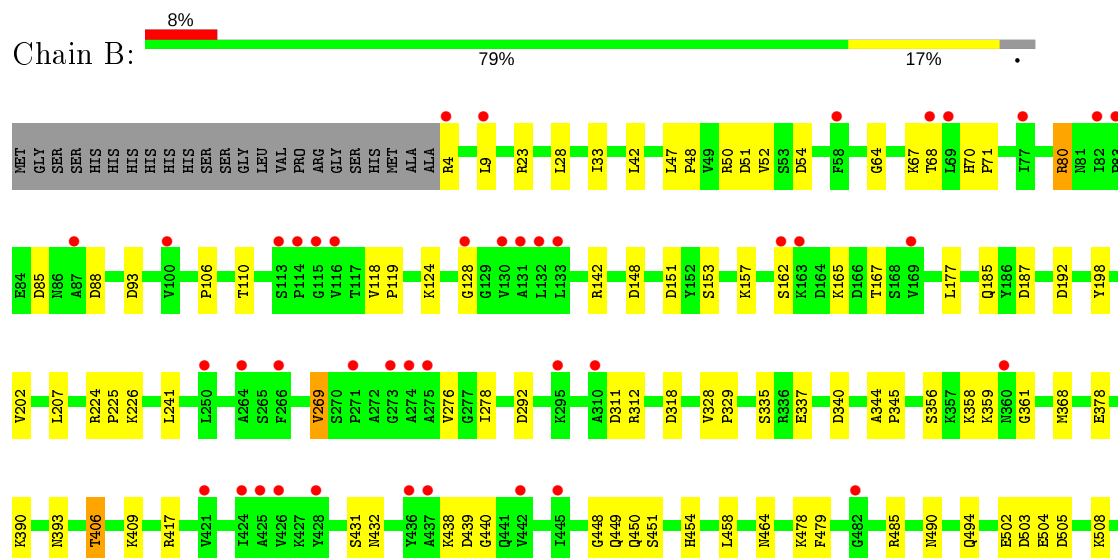 8%
Chain B:
79% 17% •
MET GLY SER SER HIS HIS HIS HIS HIS HIS SER SER GLY LEU VAL PRO ARG GLY SER HIS MET ALA ALA R4 L9 R23 L28 I33 L42 L47 P48 V49 R50 D51 V52 S53 D54 F58 G64 K67 T68 L69 H70 P71 I77 R80 N81 I82 P83
E84 D85 N86 A87 D88 D93 V100 P106 T110 S113 P114 G115 V116 T117 V118 P119 K124 G128 G129 V130 A131 L132 L133 R142 D148 D151 Y152 S153 K157 S162 K163 D164 K165 D166 T167 S168 V169 L177 Q185 Y186 D187 D192 Y198
V202 L207 R224 P225 K226 L241 L250 A264 S265 F266 V269 S270 P271 A272 G273 A274 A275 V276 G277 I278 D292 K295 A310 D311 R312 D318 V328 P329 S335 R336 E337 D340 A344 P345 S356 K357 K358 K359 N360 G361 M368 E378
K390 N393 T406 K409 R417 V421 I424 A425 V426 K427 Y428 S431 N432 Y436 A437 K438 D439 G440 Q441 V442 I445 G448 Q449 Q450 S451 H454 L458 N464 K478 F479 G482 R485 N490 Q494 E502 D503 E504 D505 K508